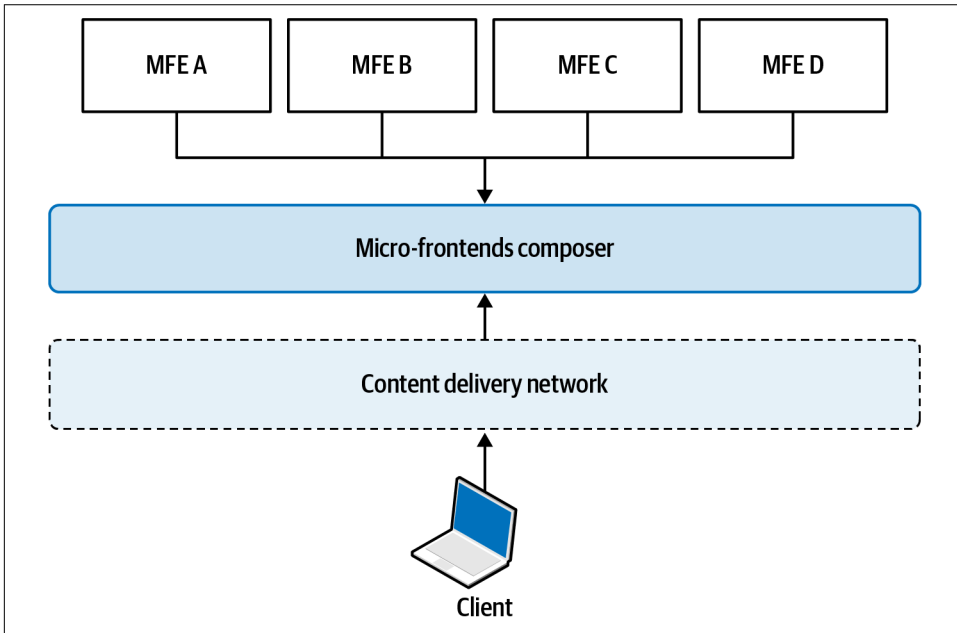 MFE A
MFE B
MFE C
MFE D
Micro-frontends composer
Content delivery network
Client